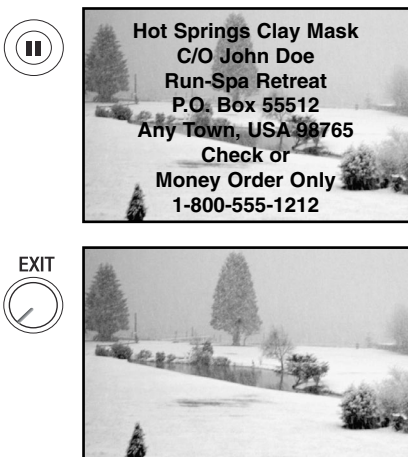 Hot Springs Clay Mask
C/O John Doe
Run-Spa Retreat
P.O. Box 55512
Any Town, USA 98765
Check or
Money Order Only
1-800-555-1212
EXIT